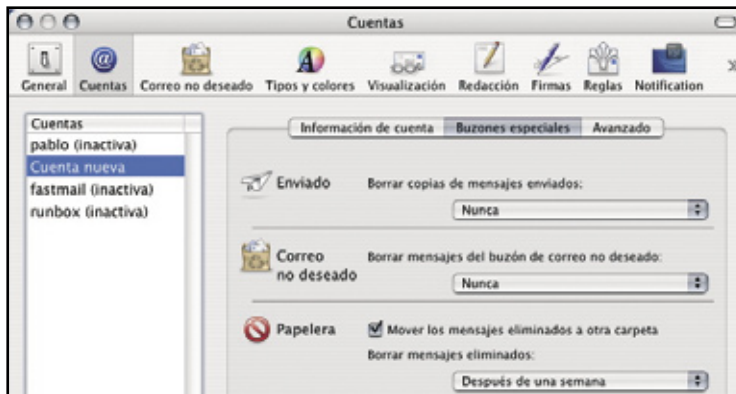 Cuentas
General Cuentas Correo no deseado Tipos y colores Visualización Redacción Firmas Reglas Notification »
Cuentas
pablo (inactiva)
Cuenta nueva
fastmail (inactiva)
runbox (inactiva)
Información de cuenta Buzones especiales Avanzado
Enviado Borrar copias de mensajes enviados:
Nunca
Correo no deseado Borrar mensajes del buzón de correo no deseado:
Nunca
Papelera Mover los mensajes eliminados a otra carpeta
Borrar mensajes eliminados:
Después de una semana